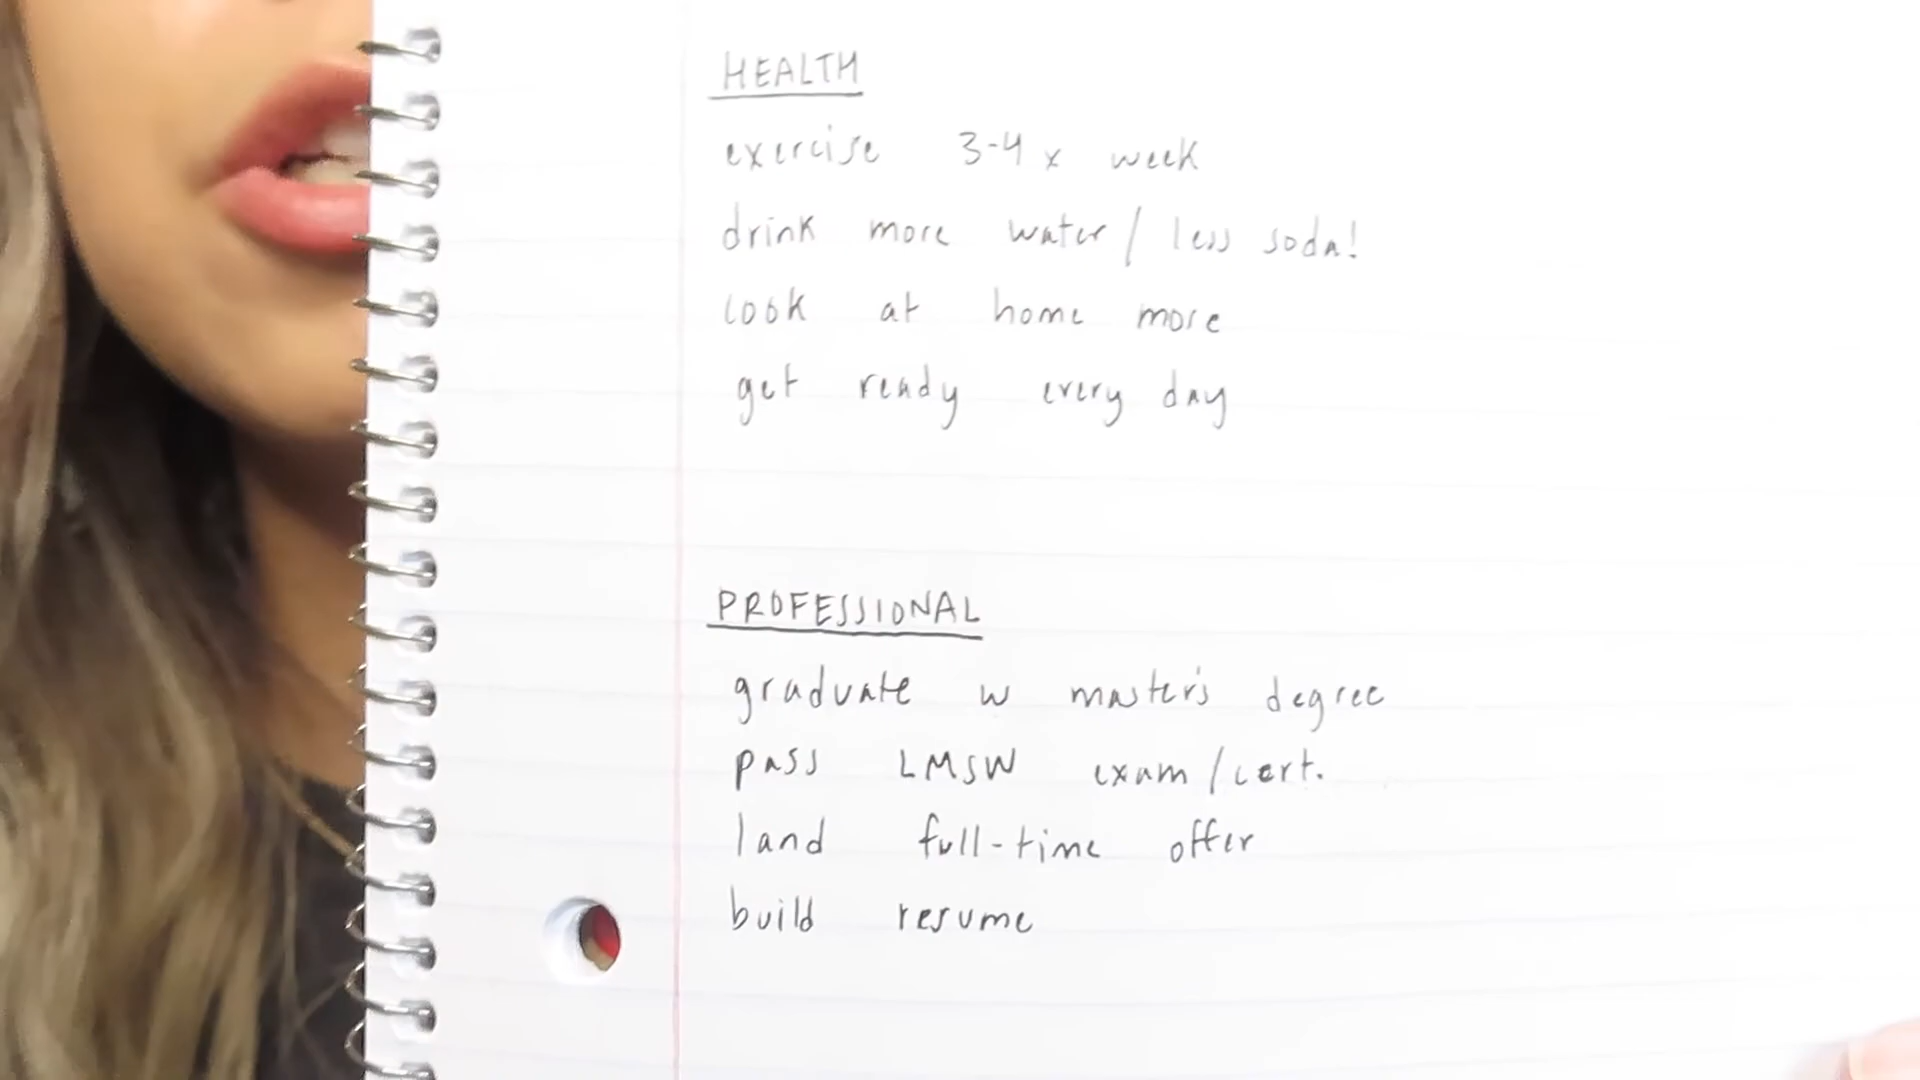 HEALTH
exercise 3-4 x week
drink more water / less soda!
cook at home more
get ready every day
PROFESSIONAL
graduate w master's degree
pass LMSW exam / cert.
land full-time offer
build resume